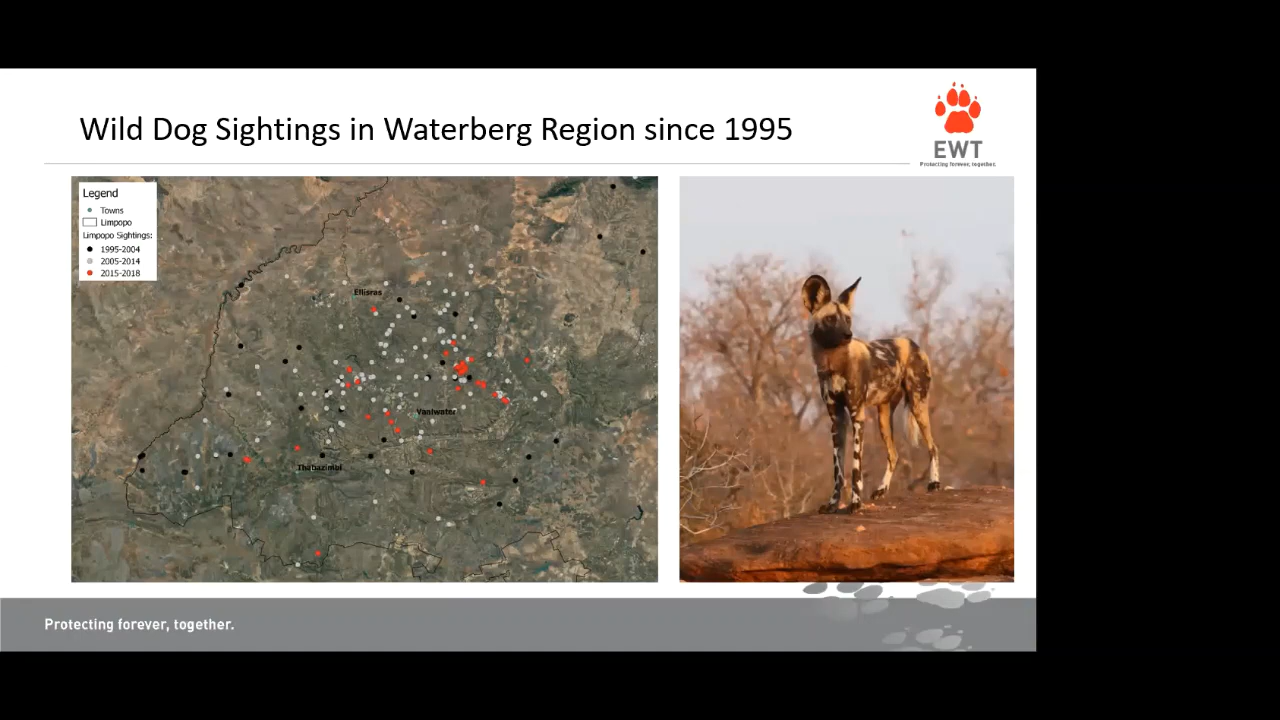 Wild Dog Sightings in Waterberg Region since 1995
EWT
Protecting forever, together.
Legend
Towns
Limpopo
Limpopo Sightings:
1995-2004
2005-2014
2015-2018
Ellisras
Vaalwater
Thabazimbi
Protecting forever, together.